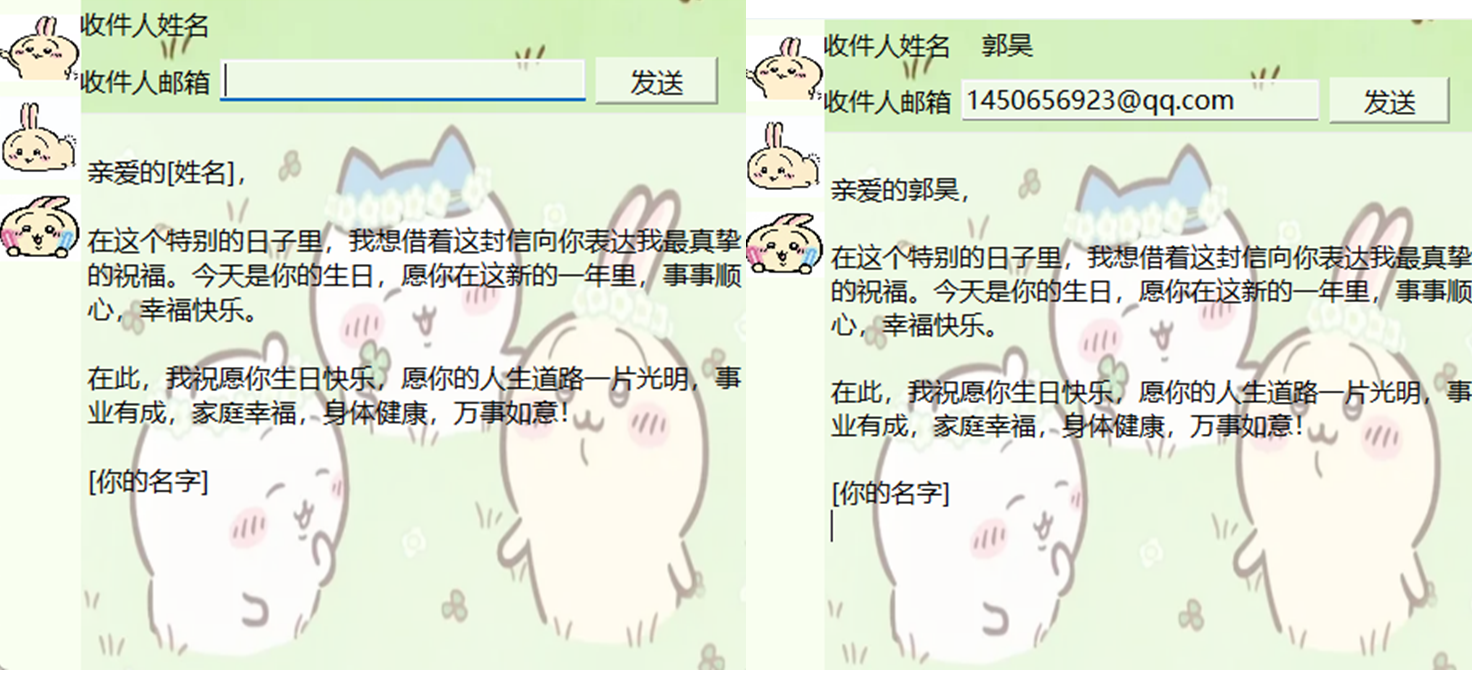 收件人姓名
收件人邮箱 发送
亲爱的[姓名]，
在这个特别的日子里，我想借着这封信向你表达我最真挚
的祝福。今天是你的生日，愿你在这新的一年里，事事顺
心，幸福快乐。
在此，我祝愿你生日快乐，愿你的人生道路一片光明，事
业有成，家庭幸福，身体健康，万事如意！
[你的名字]
收件人姓名 郭昊
收件人邮箱 1450656923@qq.com 发送
亲爱的郭昊，
在这个特别的日子里，我想借着这封信向你表达我最真挚
的祝福。今天是你的生日，愿你在这新的一年里，事事顺
心，幸福快乐。
在此，我祝愿你生日快乐，愿你的人生道路一片光明，事
业有成，家庭幸福，身体健康，万事如意！
[你的名字]